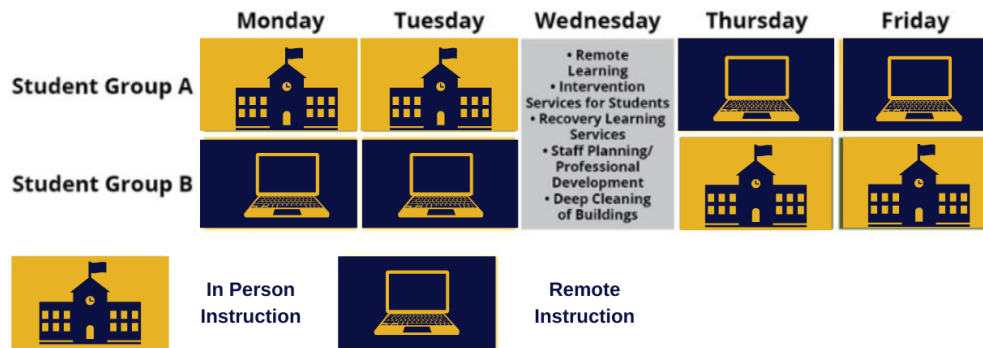 Monday Tuesday Wednesday Thursday Friday
Student Group A
• Remote
Learning
• Intervention
Services for Students
• Recovery Learning
Services
• Staff Planning/
Professional
Development
• Deep Cleaning
of Buildings
Student Group B
In Person
Instruction
Remote
Instruction